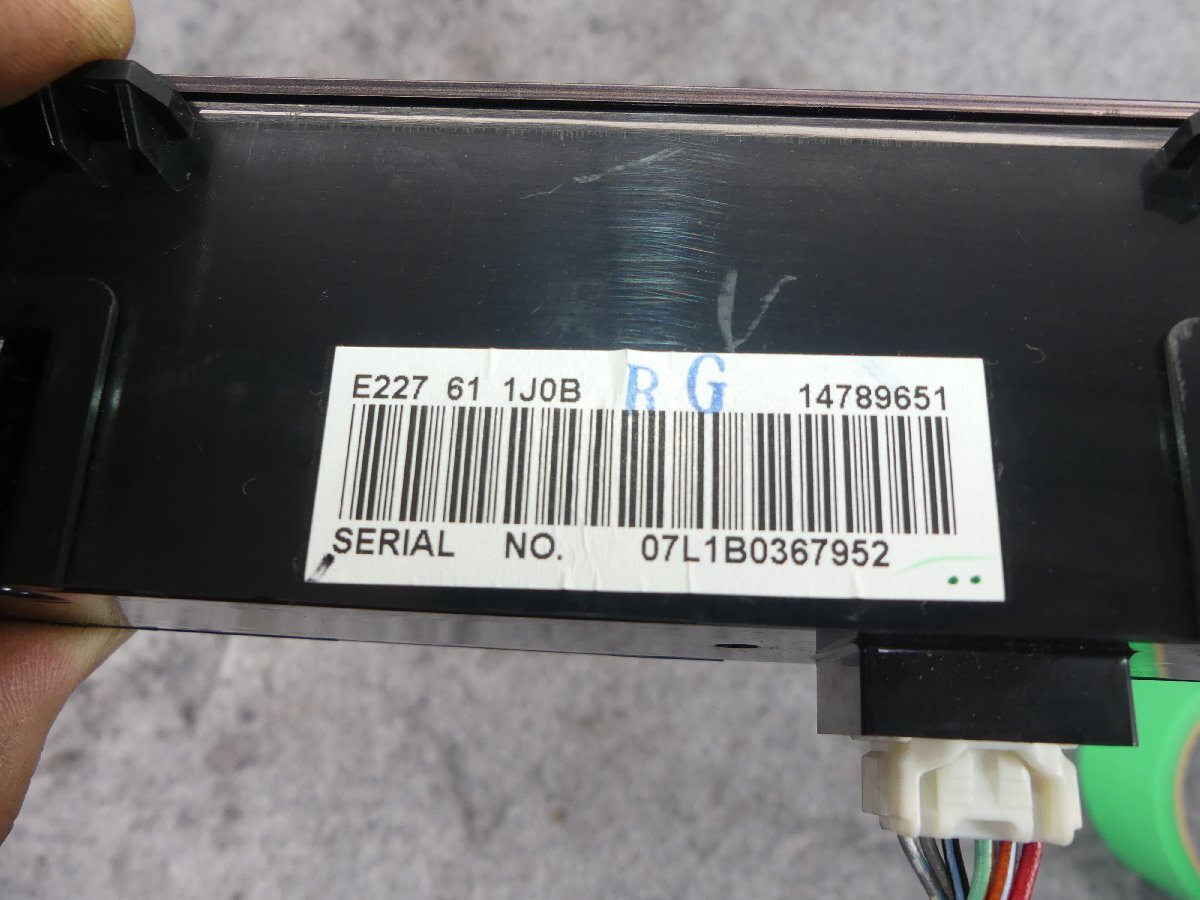 E227 61 1J0B RG 14789651
SERIAL NO. 07L1B0367952